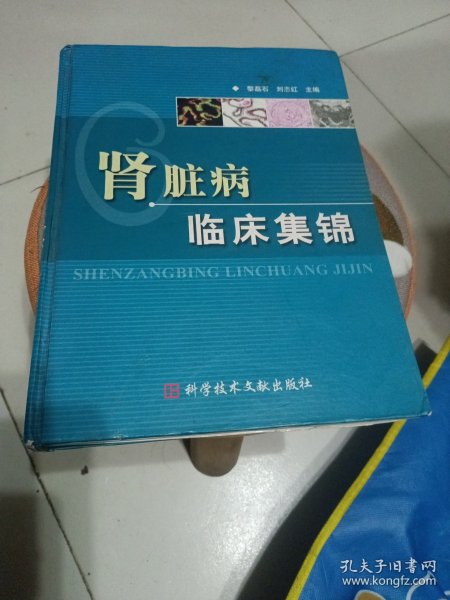 黎磊石 刘志红 主编
肾脏病
临床集锦
SHENZANGBING LINCHUANG JIJIN
科学技术文献出版社
孔夫子旧书网
www.kongfz.com